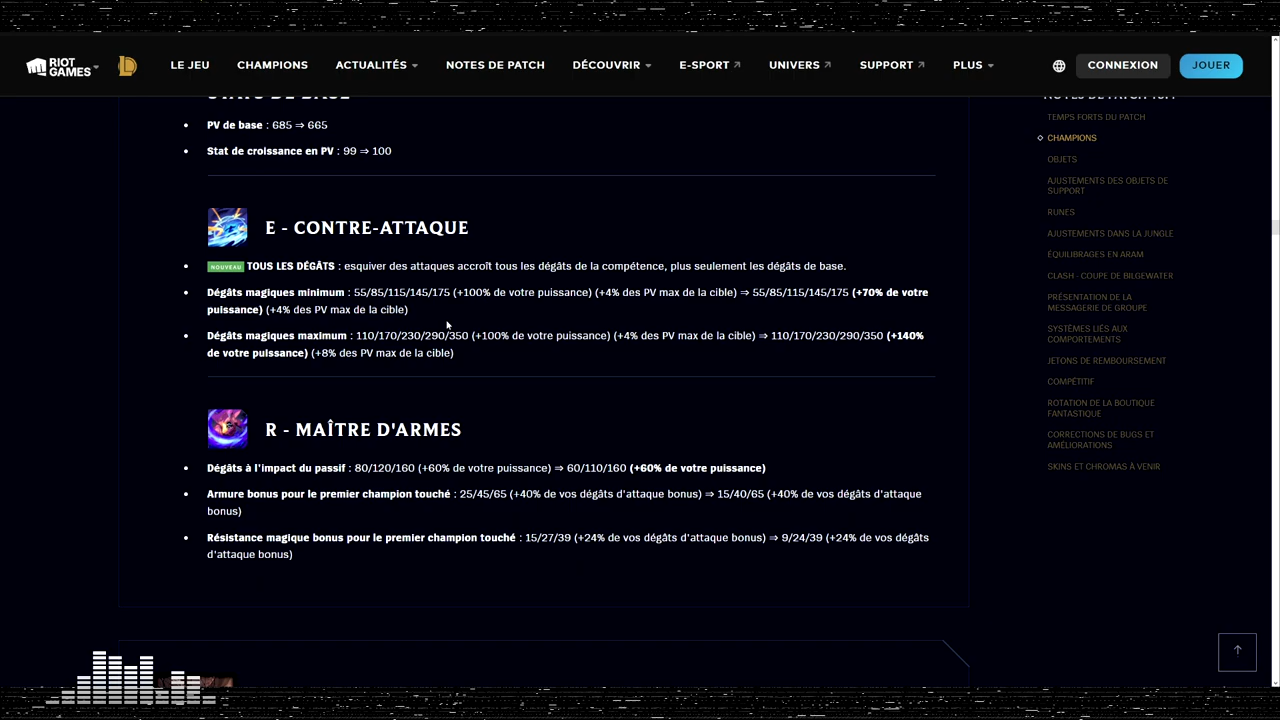 RIOT GAMES
LE JEU
CHAMPIONS
ACTUALITÉS
NOTES DE PATCH
DÉCOUVRIR
E-SPORT
UNIVERS
SUPPORT
PLUS
CONNEXION
JOUER
STATS DE BASE
PV de base : 685 ⇒ 665
Stat de croissance en PV : 99 ⇒ 100
E - CONTRE-ATTAQUE
NOUVEAU TOUS LES DÉGÂTS : esquiver des attaques accroît tous les dégâts de la compétence, plus seulement les dégâts de base.
Dégâts magiques minimum : 55/85/115/145/175 (+100% de votre puissance) (+4% des PV max de la cible) ⇒ 55/85/115/145/175 (+70% de votre
puissance) (+4% des PV max de la cible)
Dégâts magiques maximum : 110/170/230/290/350 (+100% de votre puissance) (+4% des PV max de la cible) ⇒ 110/170/230/290/350 (+140%
de votre puissance) (+8% des PV max de la cible)
R - MAÎTRE D'ARMES
Dégâts à l'impact du passif : 80/120/160 (+60% de votre puissance) ⇒ 60/110/160 (+60% de votre puissance)
Armure bonus pour le premier champion touché : 25/45/65 (+40% de vos dégâts d'attaque bonus) ⇒ 15/40/65 (+40% de vos dégâts d'attaque
bonus)
Résistance magique bonus pour le premier champion touché : 15/27/39 (+24% de vos dégâts d'attaque bonus) ⇒ 9/24/39 (+24% de vos dégâts
d'attaque bonus)
TEMPS FORTS DU PATCH
CHAMPIONS
OBJETS
AJUSTEMENTS DES OBJETS DE
SUPPORT
RUNES
AJUSTEMENTS DANS LA JUNGLE
ÉQUILIBRAGES EN ARAM
CLASH - COUPE DE BILGEWATER
PRÉSENTATION DE LA
MESSAGERIE DE GROUPE
SYSTÈMES LIÉS AUX
COMPORTEMENTS
JETONS DE REMBOURSEMENT
COMPÉTITIF
ROTATION DE LA BOUTIQUE
FANTASTIQUE
CORRECTIONS DE BUGS ET
AMÉLIORATIONS
SKINS ET CHROMAS À VENIR